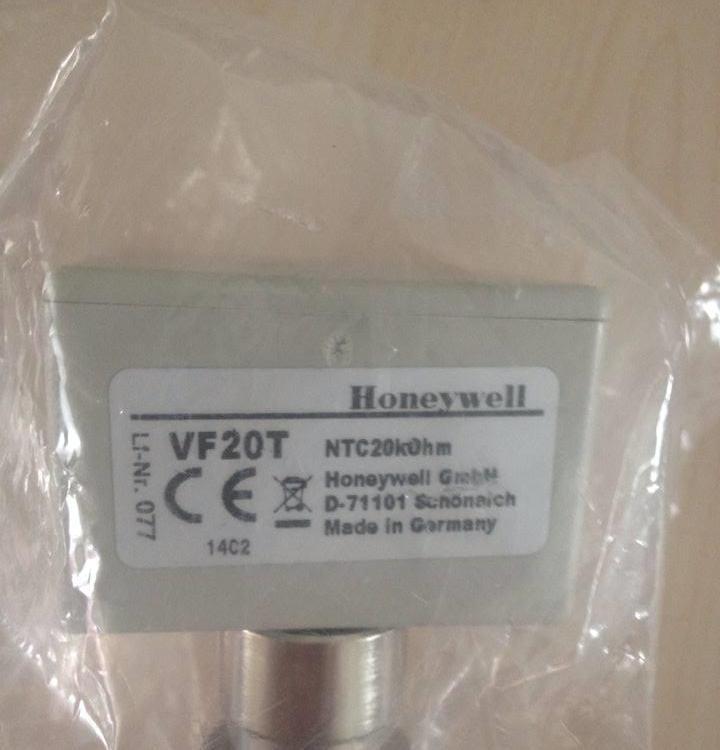 Honeywell
VF20T
NTC20kOhm
Honeywell GmbH
D-71101 Schönaich
Made in Germany
14C2
Lf-Nr. 077